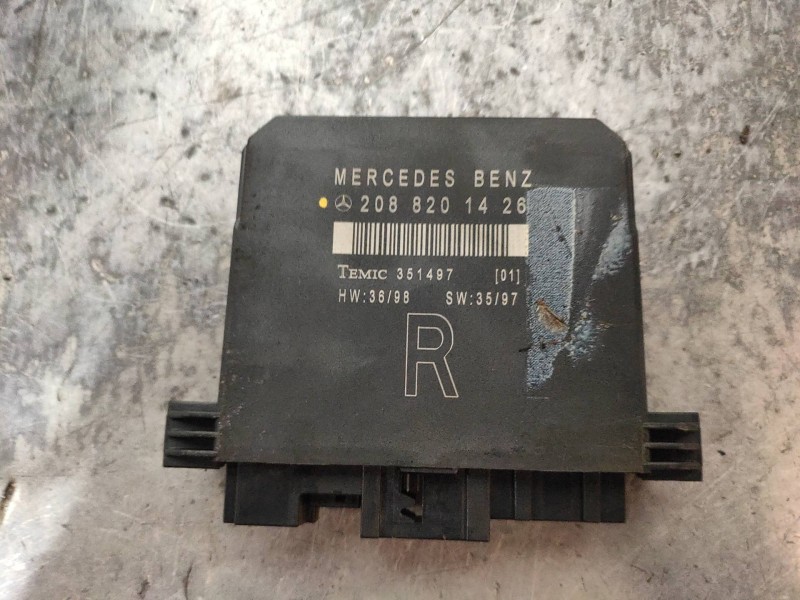 MERCEDES BENZ
208 820 14 26
TEMIC 351497 [01]
HW:36/98 SW:35/97
R